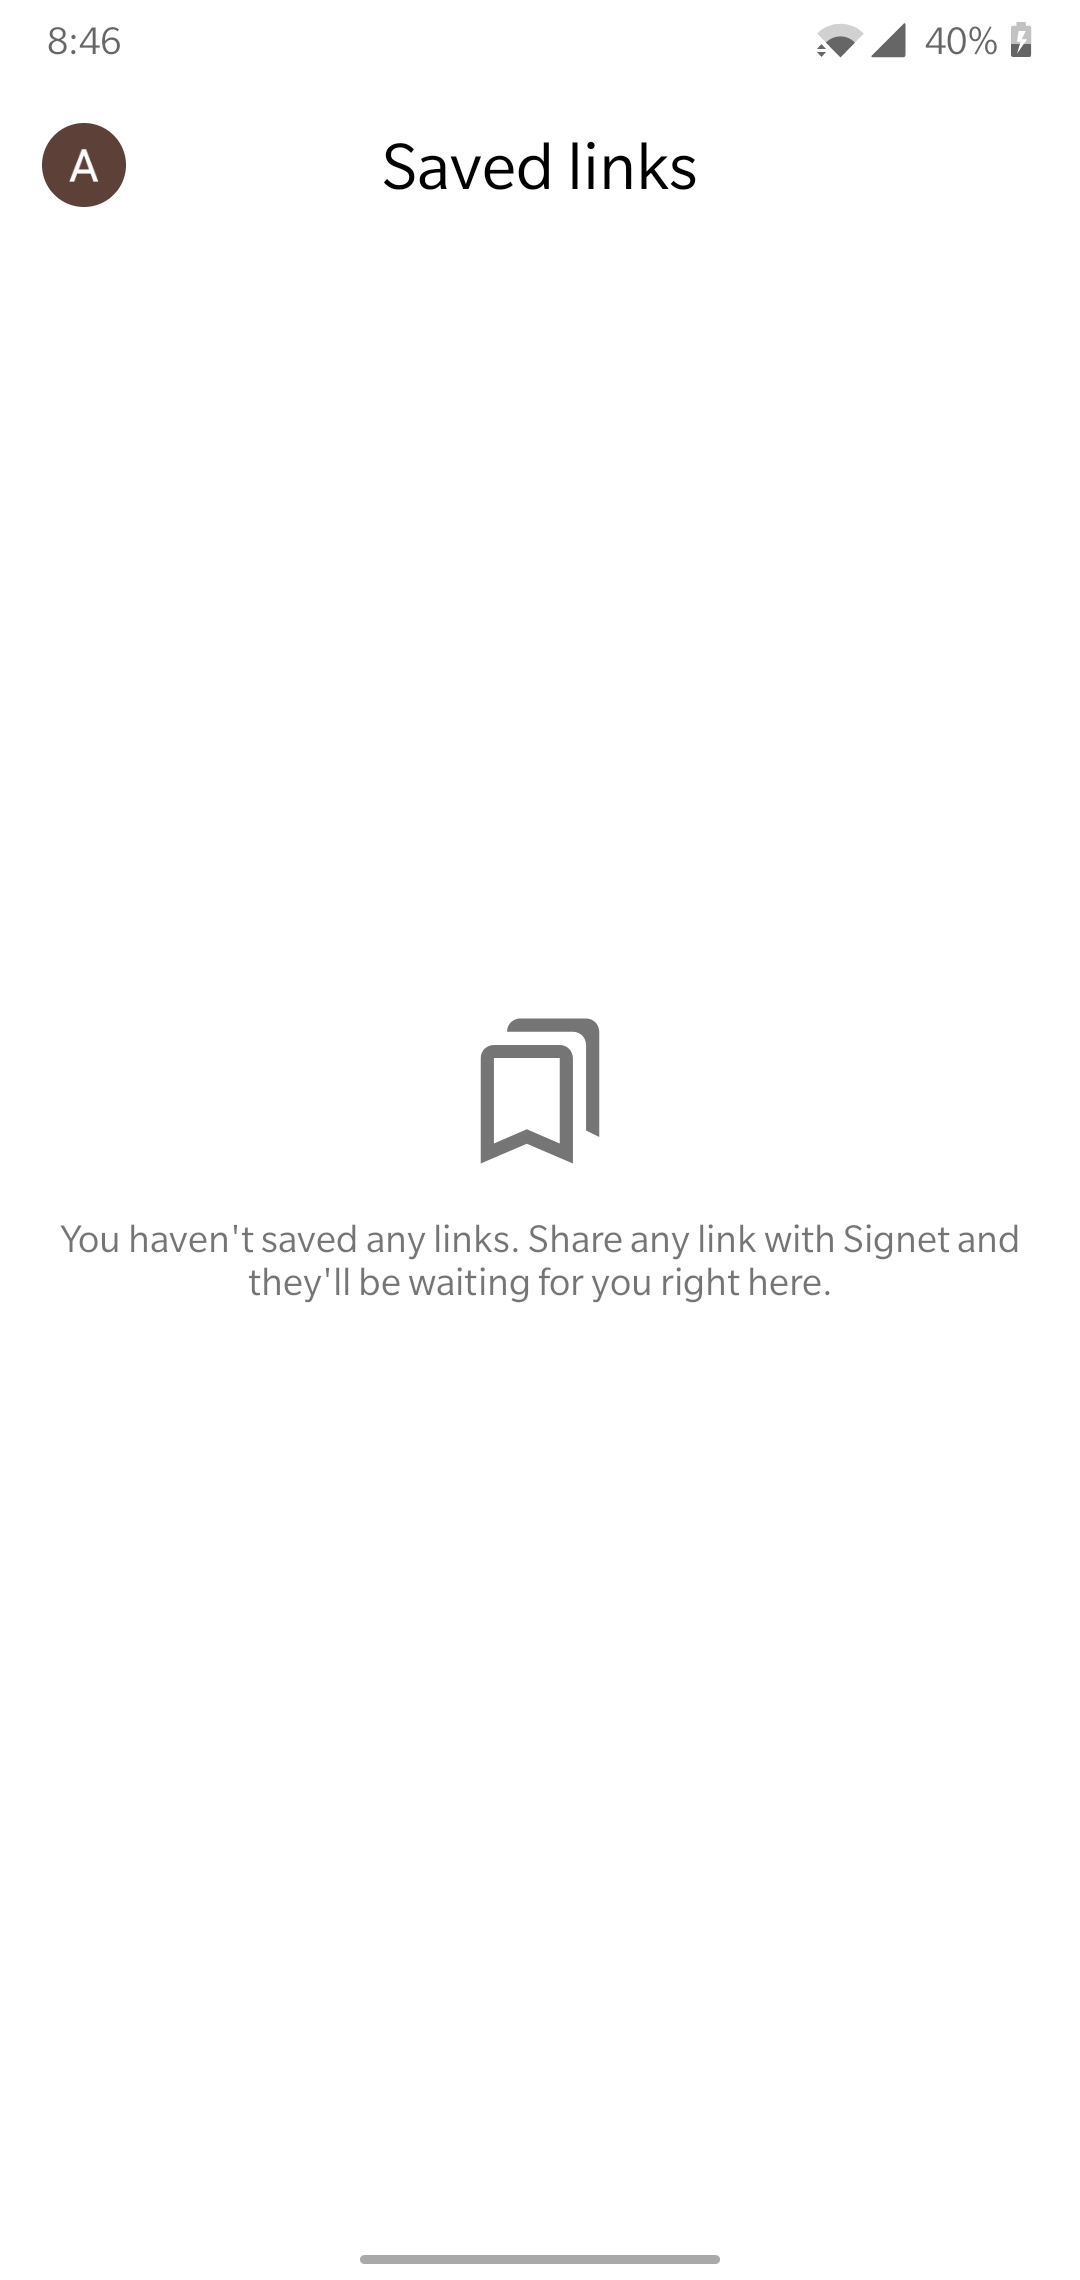 8:46
40%
A
Saved links
You haven't saved any links. Share any link with Signet and
they'll be waiting for you right here.